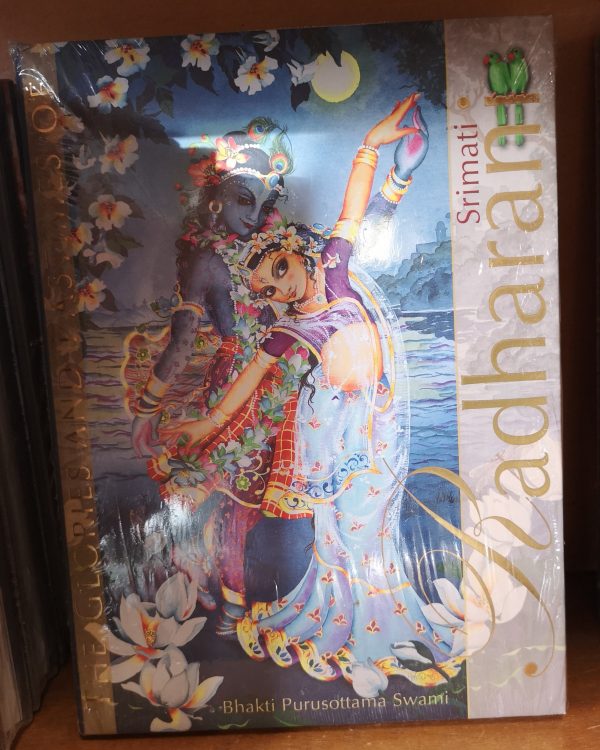 THE GLORIES AND PASTIMES OF
Srimati
Radharani
Bhakti Purusottama Swami